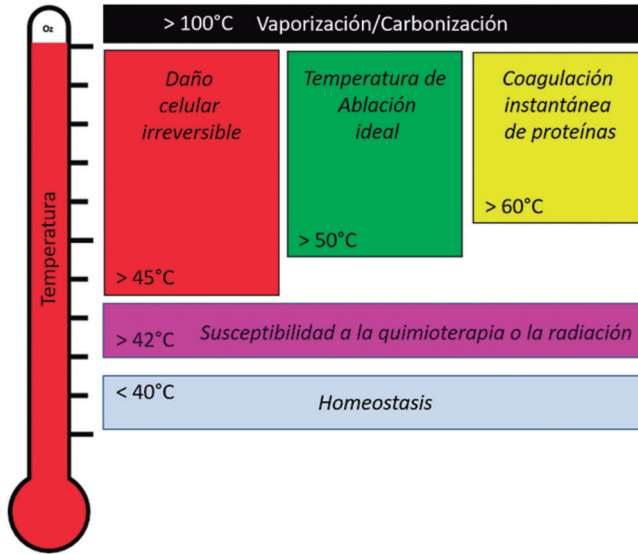 Oz
> 100°C Vaporización/Carbonización
Daño
celular
irreversible
> 45°C
Temperatura de
Ablación
ideal
> 50°C
Coagulación
instantánea
de proteínas
> 60°C
Temperatura
> 42°C Susceptibilidad a la quimioterapia o la radiación
< 40°C
Homeostasis